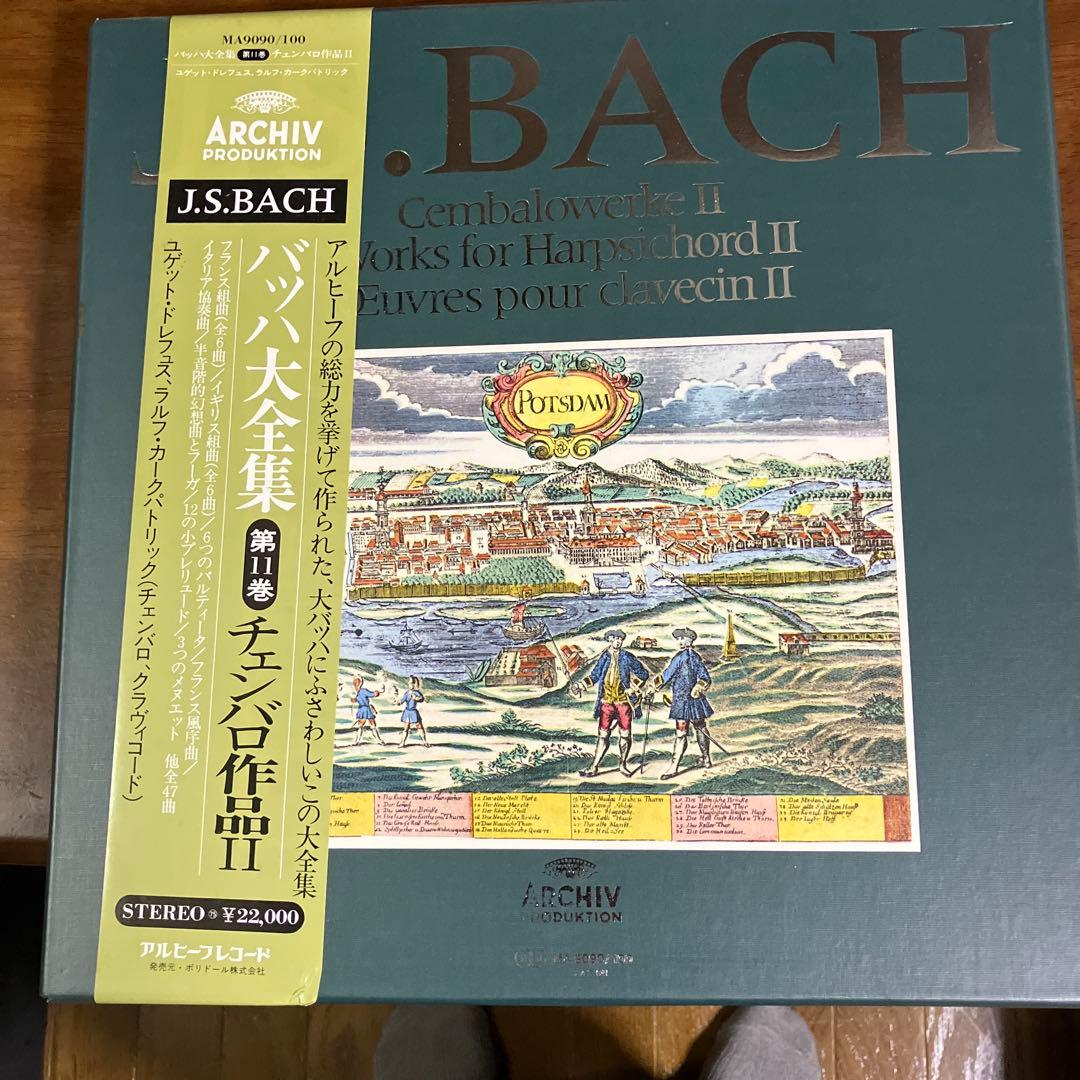 MA9090/100
バッハ大全集 第11巻 チェンバロ作品II
ユゲット・ドレフュス、ラルフ・カークパトリック
ARCHIV
PRODUKTION
J.S.BACH
アルヒーフの総力を挙げて作られた、大バッハにふさわしいこの大全集
バッハ大全集 第11巻 チェンバロ作品II
フランス組曲(全6曲)/イギリス組曲(全6曲)/6つのパルティータ/フランス風序曲/
イタリア協奏曲/半音階的幻想曲とフーガ/12の小プレリュード/3つのメヌエット 他全47曲
ユゲット・ドレフュス、ラルフ・カークパトリック(チェンバロ、クラヴィコード)
STEREO ¥22,000
アルヒーフレコード
発売元・ポリドール株式会社
.BACH
Cembalowerke II
Works for Harpsichord II
Œuvres pour clavecin II
POTSDAM
ARCHIV
PRODUKTION